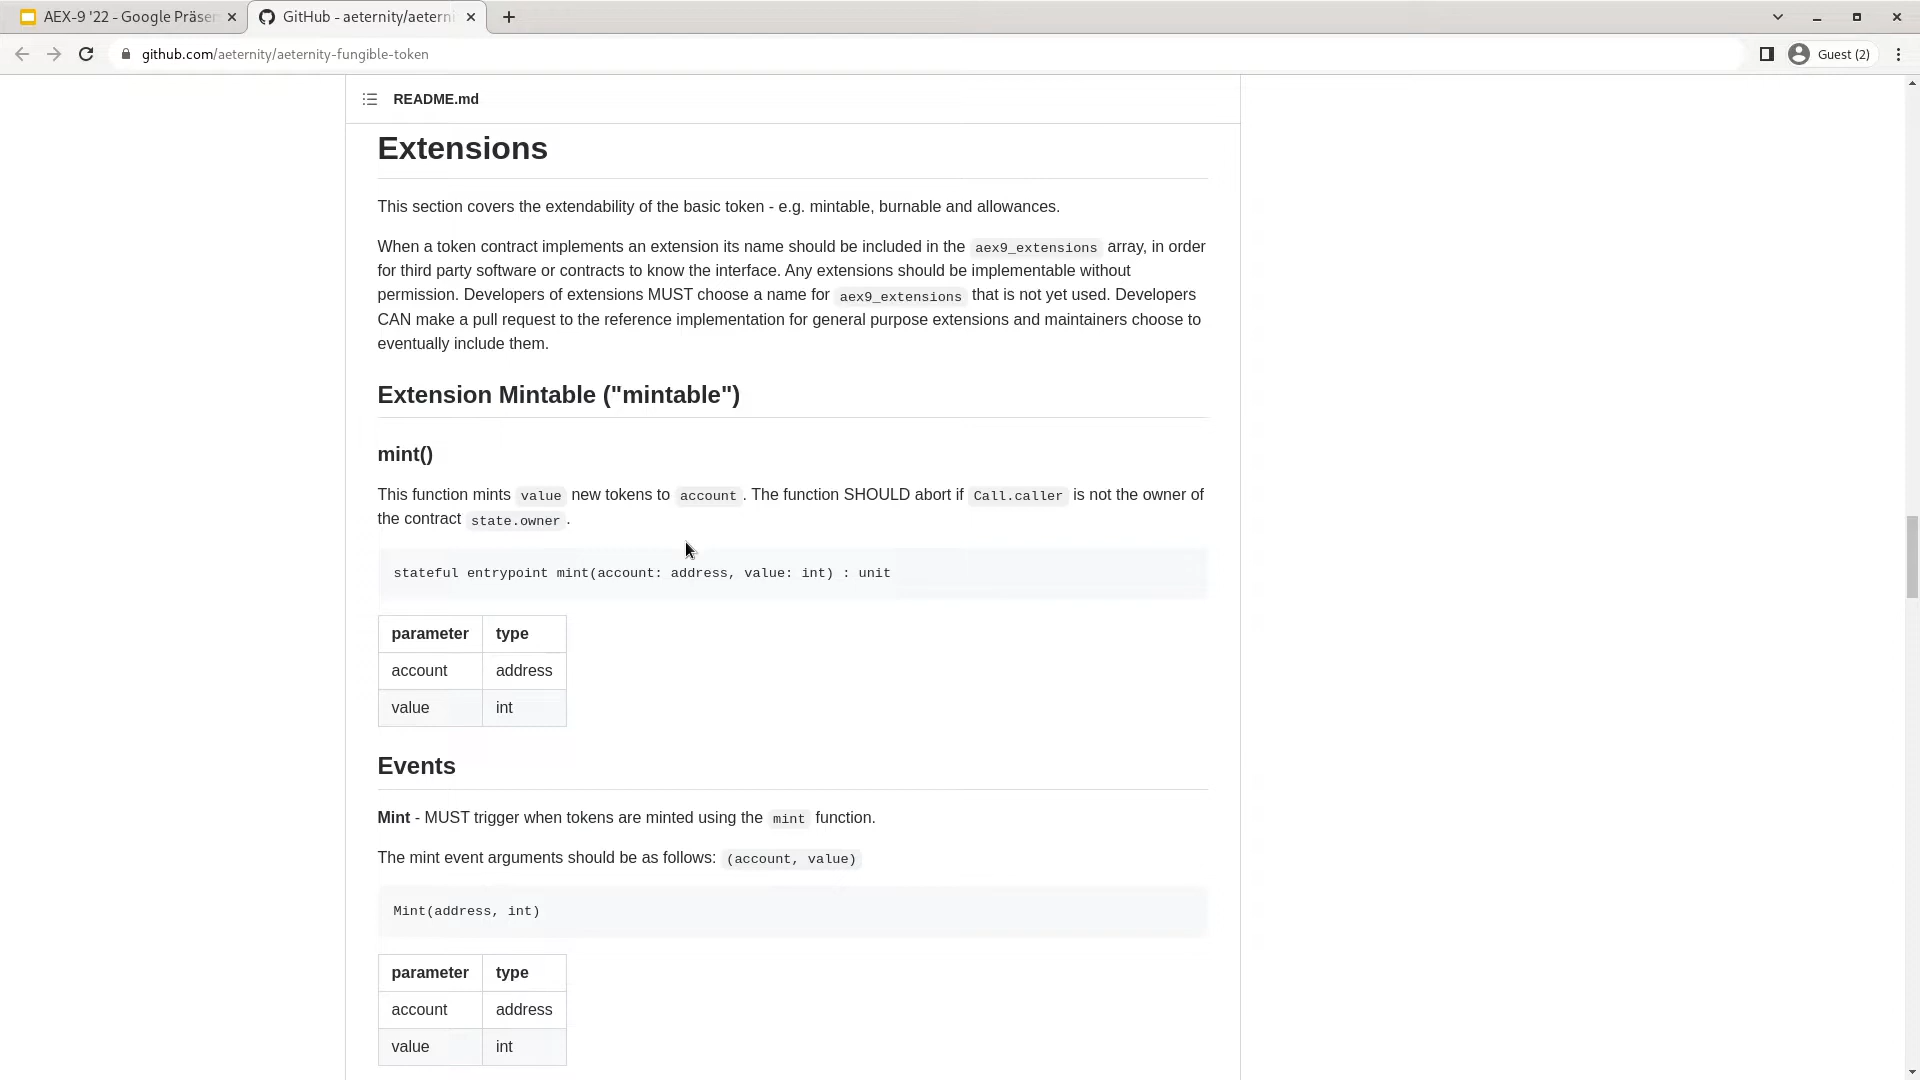 AEX-9 '22 - Google Präsen
GitHub - aeternity/aeterni
github.com/aeternity/aeternity-fungible-token
Guest (2)
README.md
Extensions
This section covers the extendability of the basic token - e.g. mintable, burnable and allowances.
When a token contract implements an extension its name should be included in the aex9_extensions array, in order
for third party software or contracts to know the interface. Any extensions should be implementable without
permission. Developers of extensions MUST choose a name for aex9_extensions that is not yet used. Developers
CAN make a pull request to the reference implementation for general purpose extensions and maintainers choose to
eventually include them.
Extension Mintable ("mintable")
mint()
This function mints value new tokens to account. The function SHOULD abort if Call.caller is not the owner of
the contract state.owner.
stateful entrypoint mint(account: address, value: int) : unit
parameter type
account address
value int
Events
Mint - MUST trigger when tokens are minted using the mint function.
The mint event arguments should be as follows: (account, value)
Mint(address, int)
parameter type
account address
value int